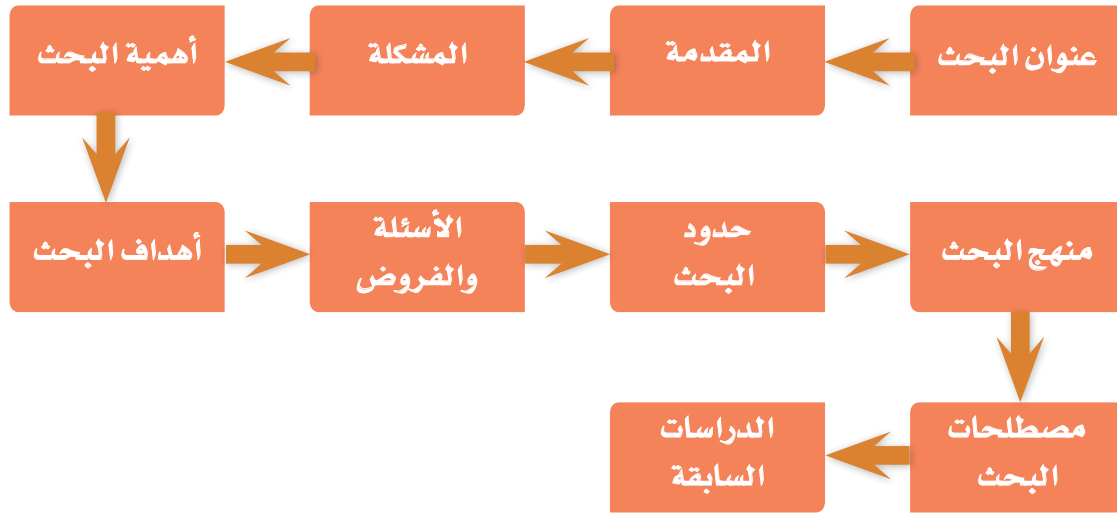 عنوان البحث
المقدمة
المشكلة
أهمية البحث
أهداف البحث
الأسئلة
والفروض
حدود
البحث
منهج البحث
مصطلحات
البحث
الدراسات
السابقة